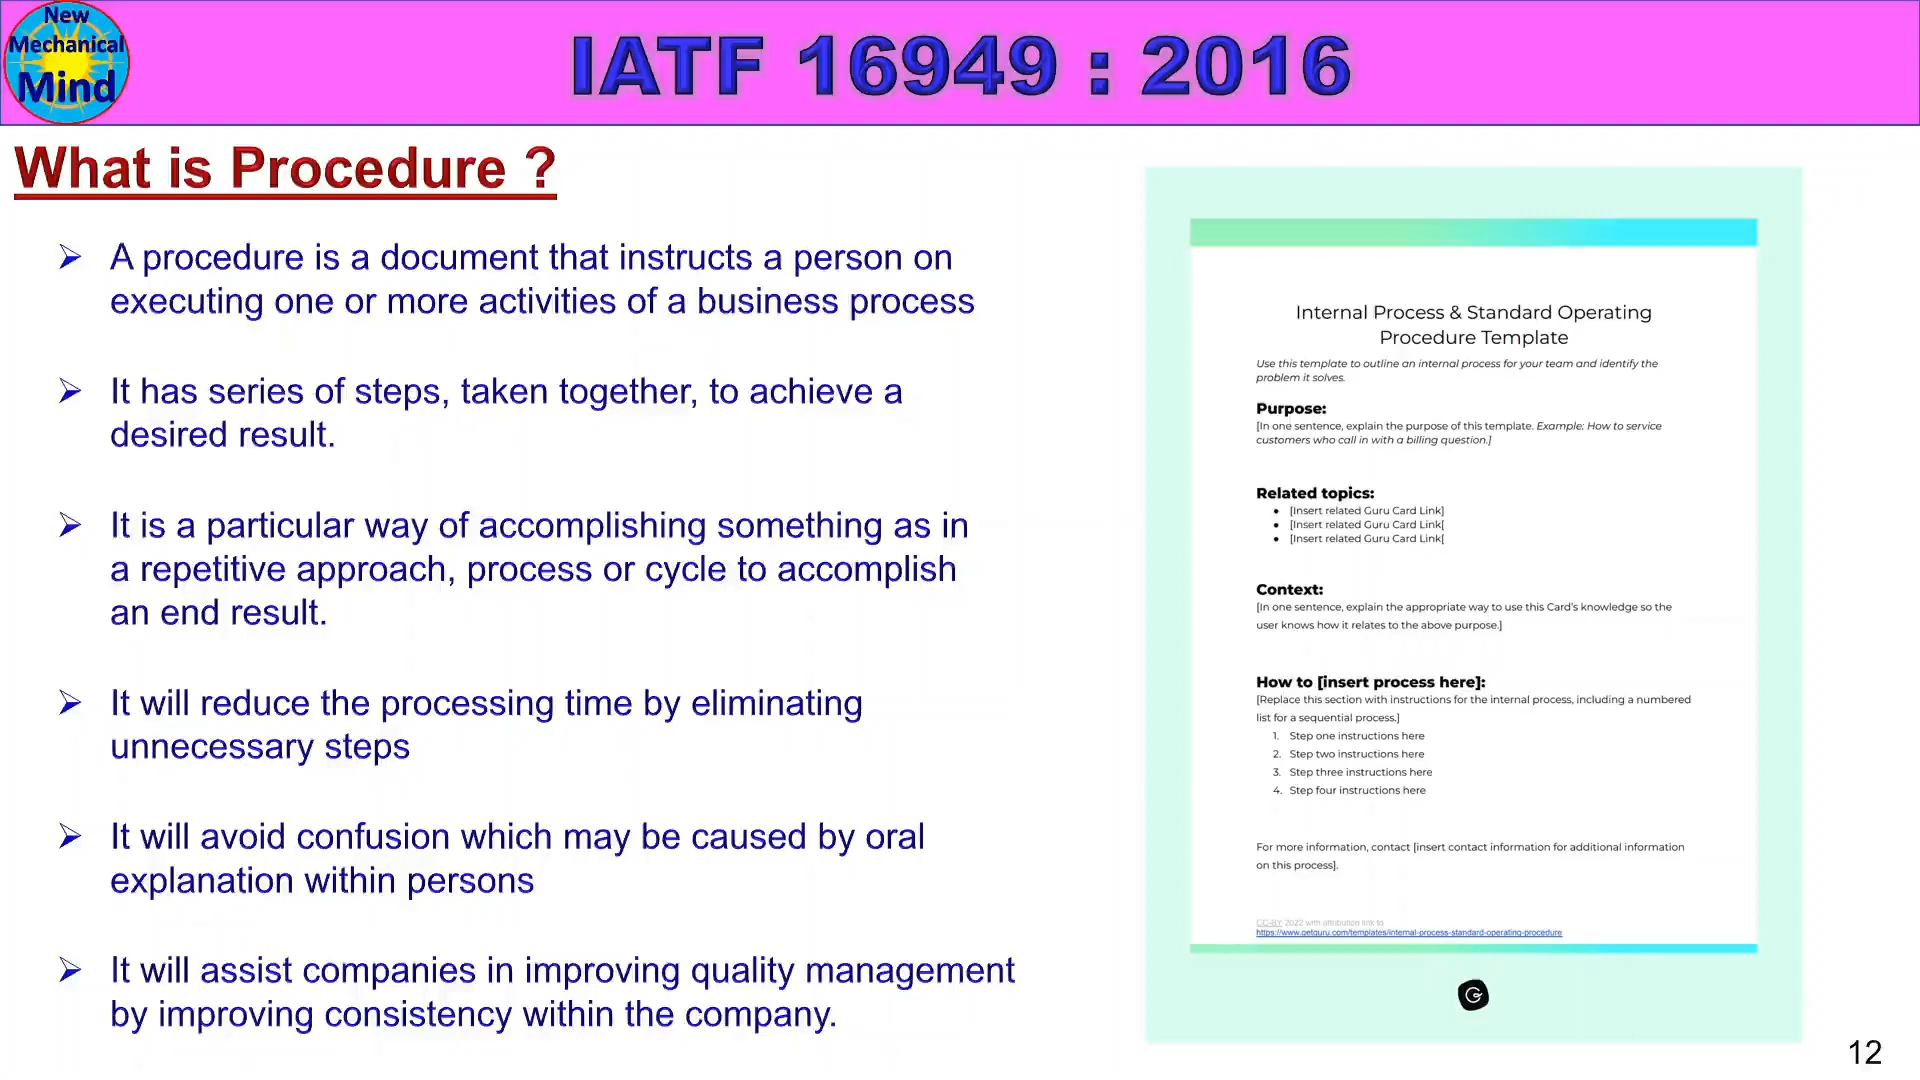 New
Mechanical
Mind
IATF 16949 : 2016
What is Procedure ?
A procedure is a document that instructs a person on
executing one or more activities of a business process
It has series of steps, taken together, to achieve a
desired result.
It is a particular way of accomplishing something as in
a repetitive approach, process or cycle to accomplish
an end result.
It will reduce the processing time by eliminating
unnecessary steps
It will avoid confusion which may be caused by oral
explanation within persons
It will assist companies in improving quality management
by improving consistency within the company.
Internal Process & Standard Operating
Procedure Template
Use this template to outline an internal process for your team and identify the
problem it solves.
Purpose:
[In one sentence, explain the purpose of this template. Example: How to service
customers who call in with a billing question.]
Related topics:
• [Insert related Guru Card Link]
• [Insert related Guru Card Link[
• [Insert related Guru Card Link[
Context:
[In one sentence, explain the appropriate way to use this Card's knowledge so the
user knows how it relates to the above purpose.]
How to [insert process here]:
[Replace this section with instructions for the internal process, including a numbered
list for a sequential process.]
1. Step one instructions here
2. Step two instructions here
3. Step three instructions here
4. Step four instructions here
For more information, contact [insert contact information for additional information
on this process].
CC-BY 2022 with attribution link to
https://www.getguru.com/templates/internal-process-standard-operating-procedure
12